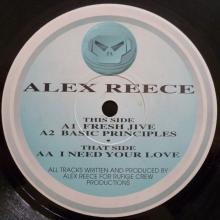 ALEX REECE
THIS SIDE
A1 FRESH JIVE
A2 BASIC PRINCIPLES
THAT SIDE
AA I NEED YOUR LOVE
ALL TRACKS WRITTEN AND PRODUCED BY
ALEX REECE FOR RUFIGE CREW
PRODUCTIONS